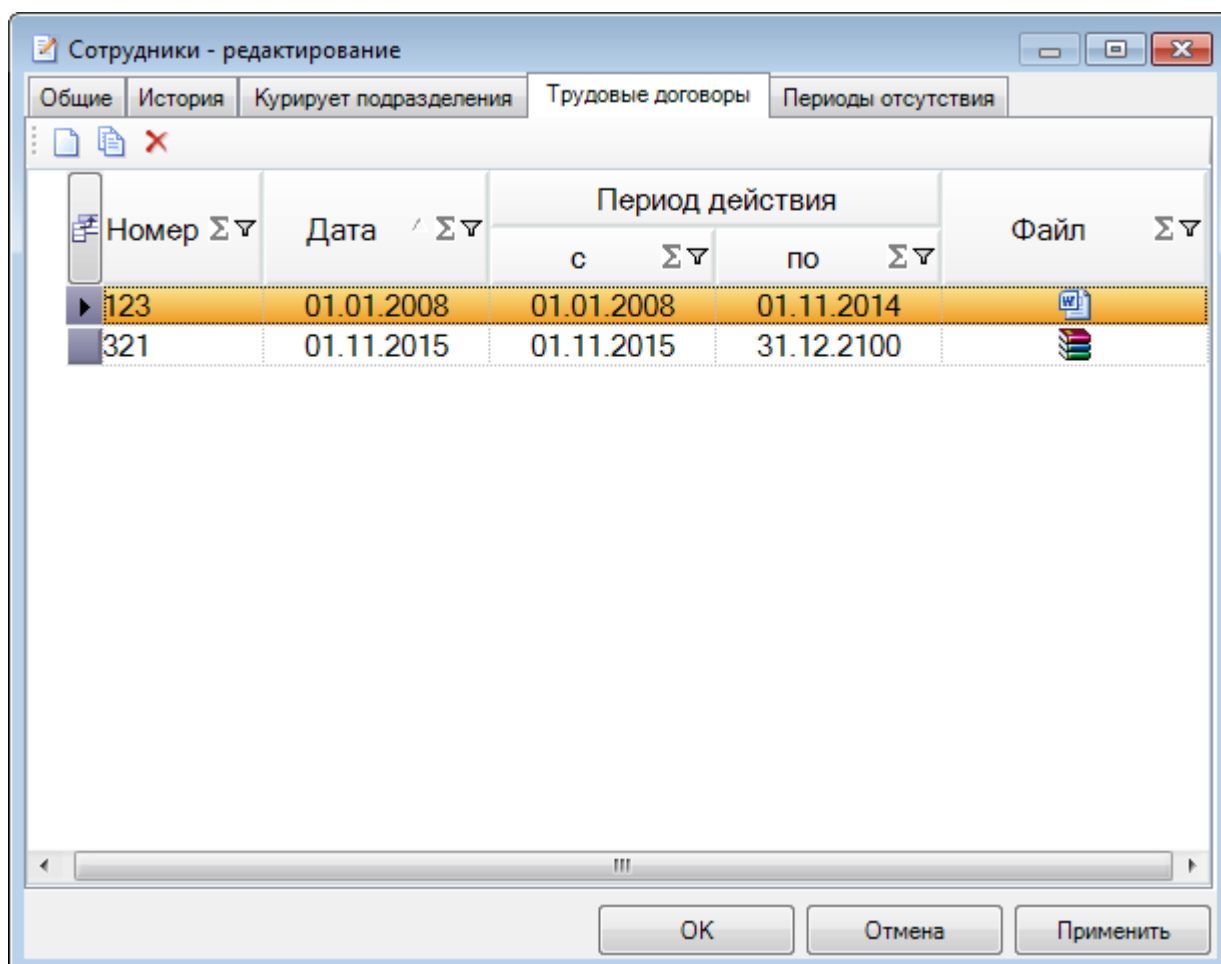 Сотрудники - редактирование
Общие История Курирует подразделения Трудовые договоры Периоды отсутствия
Номер Σ Дата Σ Период действия Файл Σ
с Σ по Σ
123 01.01.2008 01.01.2008 01.11.2014
321 01.11.2015 01.11.2015 31.12.2100
OK Отмена Применить